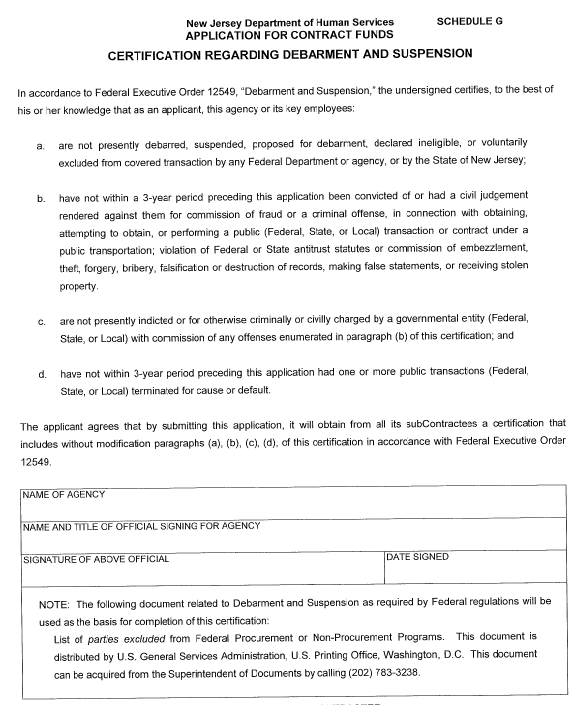 New Jersey Department of Human Services SCHEDULE G
APPLICATION FOR CONTRACT FUNDS
CERTIFICATION REGARDING DEBARMENT AND SUSPENSION
In accordance to Federal Executive Order 12549, "Debarment and Suspension," the undersigned certifies, to the best of
his or her knowledge that as an applicant, this agency or its key employees:
a. are not presently debarred, suspended, proposed for debarment, declared ineligible, or voluntarily
excluded from covered transaction by any Federal Department or agency, or by the State of New Jersey;
b. have not within a 3-year period preceding this application been convicted of or had a civil judgement
rendered against them for commission of fraud or a criminal offense, in connection with obtaining,
attempting to obtain, or performing a public (Federal, State, or Local) transaction or contract under a
public transportation; violation of Federal or State antitrust statutes or commission of embezzlement,
theft, forgery, bribery, falsification or destruction of records, making false statements, or receiving stolen
property.
c. are not presently indicted or for otherwise criminally or civilly charged by a governmental entity (Federal,
State, or Local) with commission of any offenses enumerated in paragraph (b) of this certification; and
d. have not within 3-year period preceding this application had one or more public transactions (Federal,
State, or Local) terminated for cause or default.
The applicant agrees that by submitting this application, it will obtain from all its subContractees a certification that
includes without modification paragraphs (a), (b), (c), (d), of this certification in accordance with Federal Executive Order
12549.
NAME OF AGENCY
NAME AND TITLE OF OFFICIAL SIGNING FOR AGENCY
SIGNATURE OF ABOVE OFFICIAL DATE SIGNED
NOTE: The following document related to Debarment and Suspension as required by Federal regulations will be
used as the basis for completion of this certification:
List of parties excluded from Federal Procurement or Non-Procurement Programs. This document is
distributed by U.S. General Services Administration, U.S. Printing Office, Washington, D.C. This document
can be acquired from the Superintendent of Documents by calling (202) 783-3238.